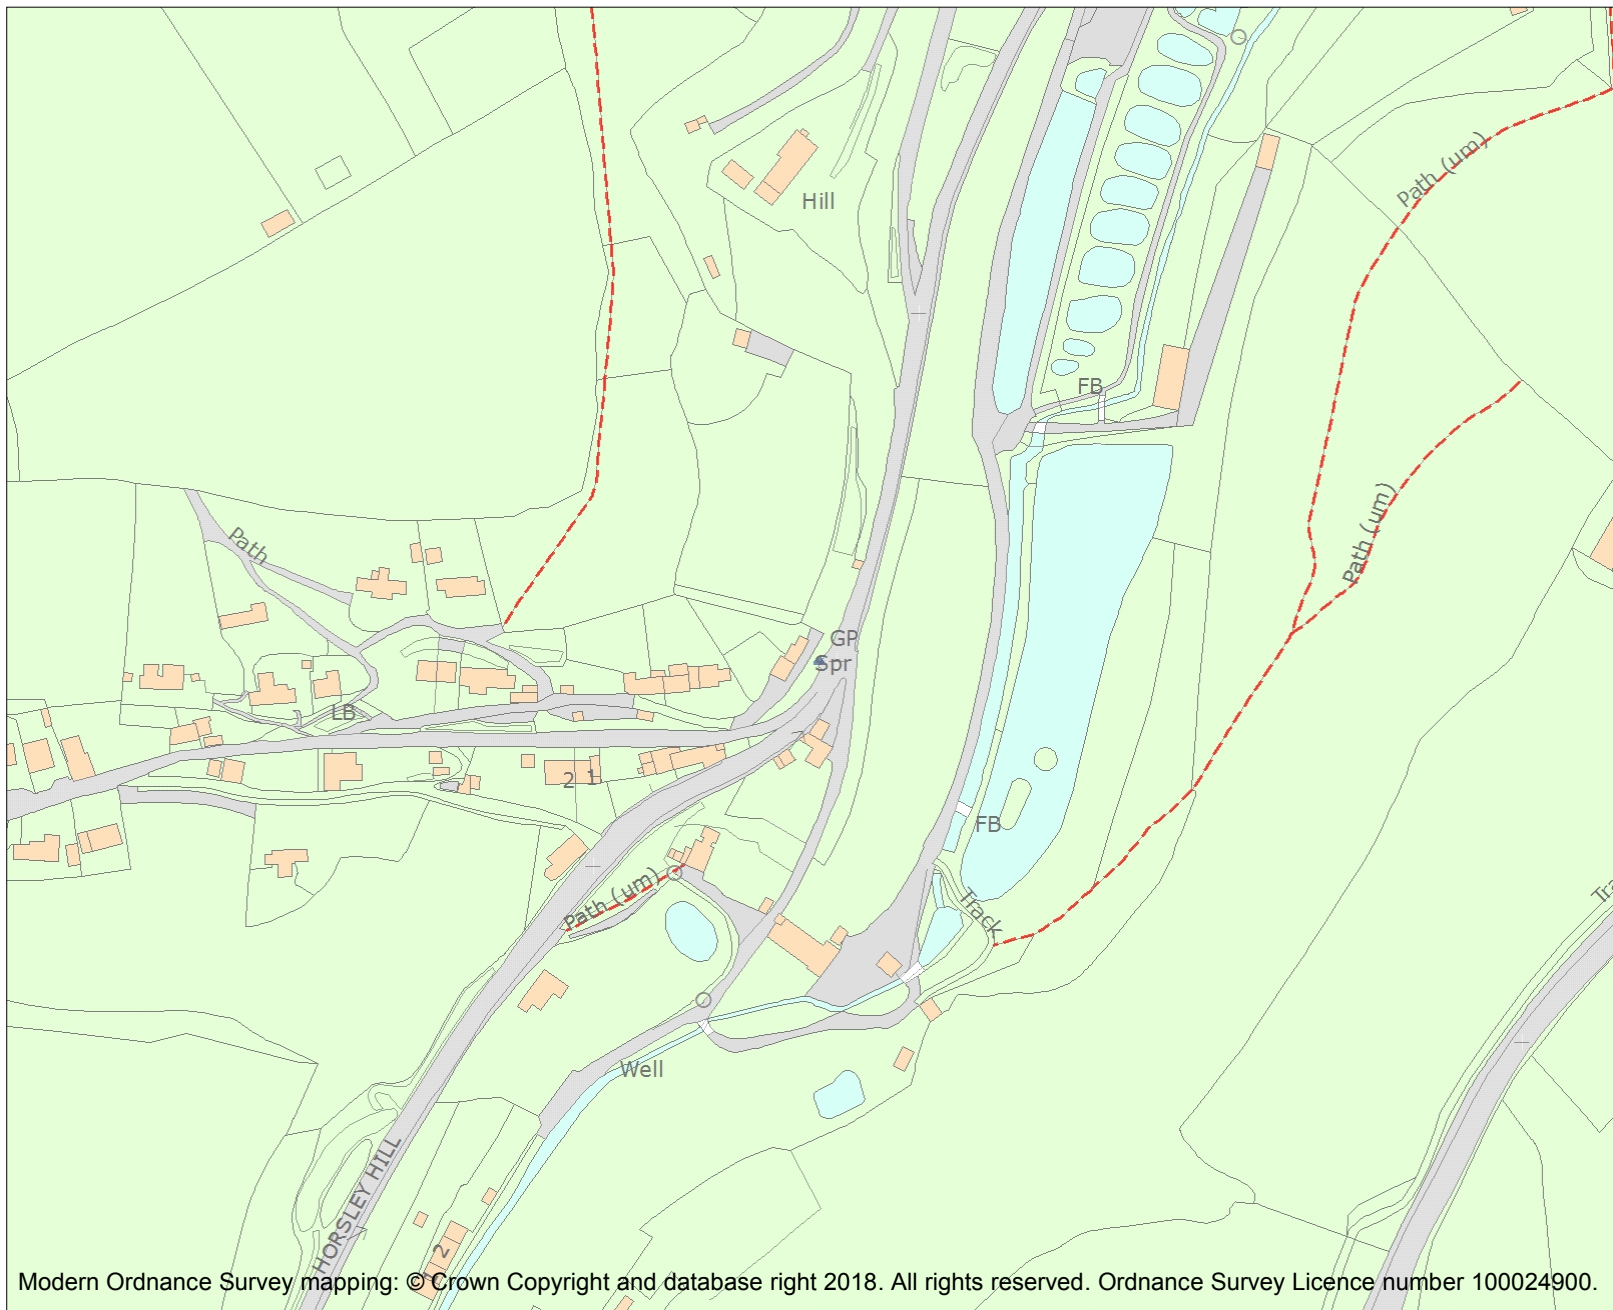 Hill
Path (um)
FB
Path (um)
Path
GP
Spr
LB
2 1
FB
Path (um)
Track
Well
HORSLEY HILL
2
Modern Ordnance Survey mapping: © Crown Copyright and database right 2018. All rights reserved. Ordnance Survey Licence number 100024900.